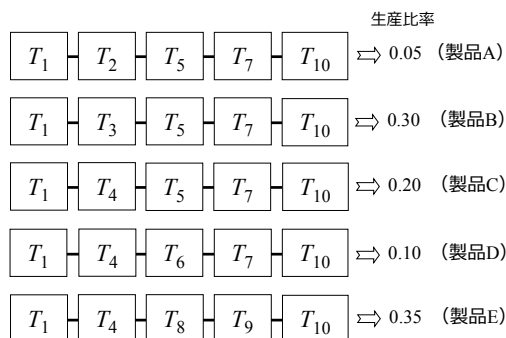 生産比率
T1 T2 T5 T7 T10 ⇨ 0.05 （製品A）
T1 T3 T5 T7 T10 ⇨ 0.30 （製品B）
T1 T4 T5 T7 T10 ⇨ 0.20 （製品C）
T1 T4 T6 T7 T10 ⇨ 0.10 （製品D）
T1 T4 T8 T9 T10 ⇨ 0.35 （製品E）